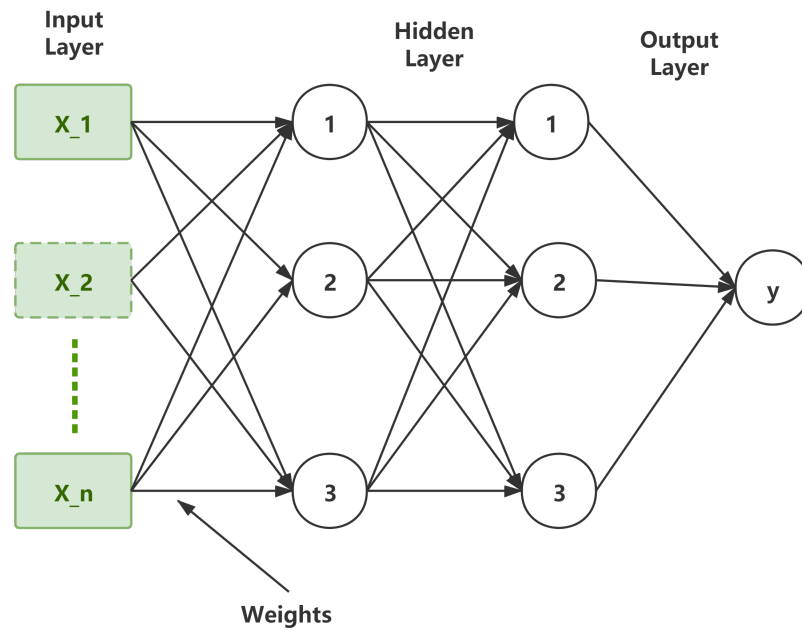 Input
Layer
Hidden
Layer
Output
Layer
X_1
1
1
X_2
2
2
y
X_n
3
3
Weights